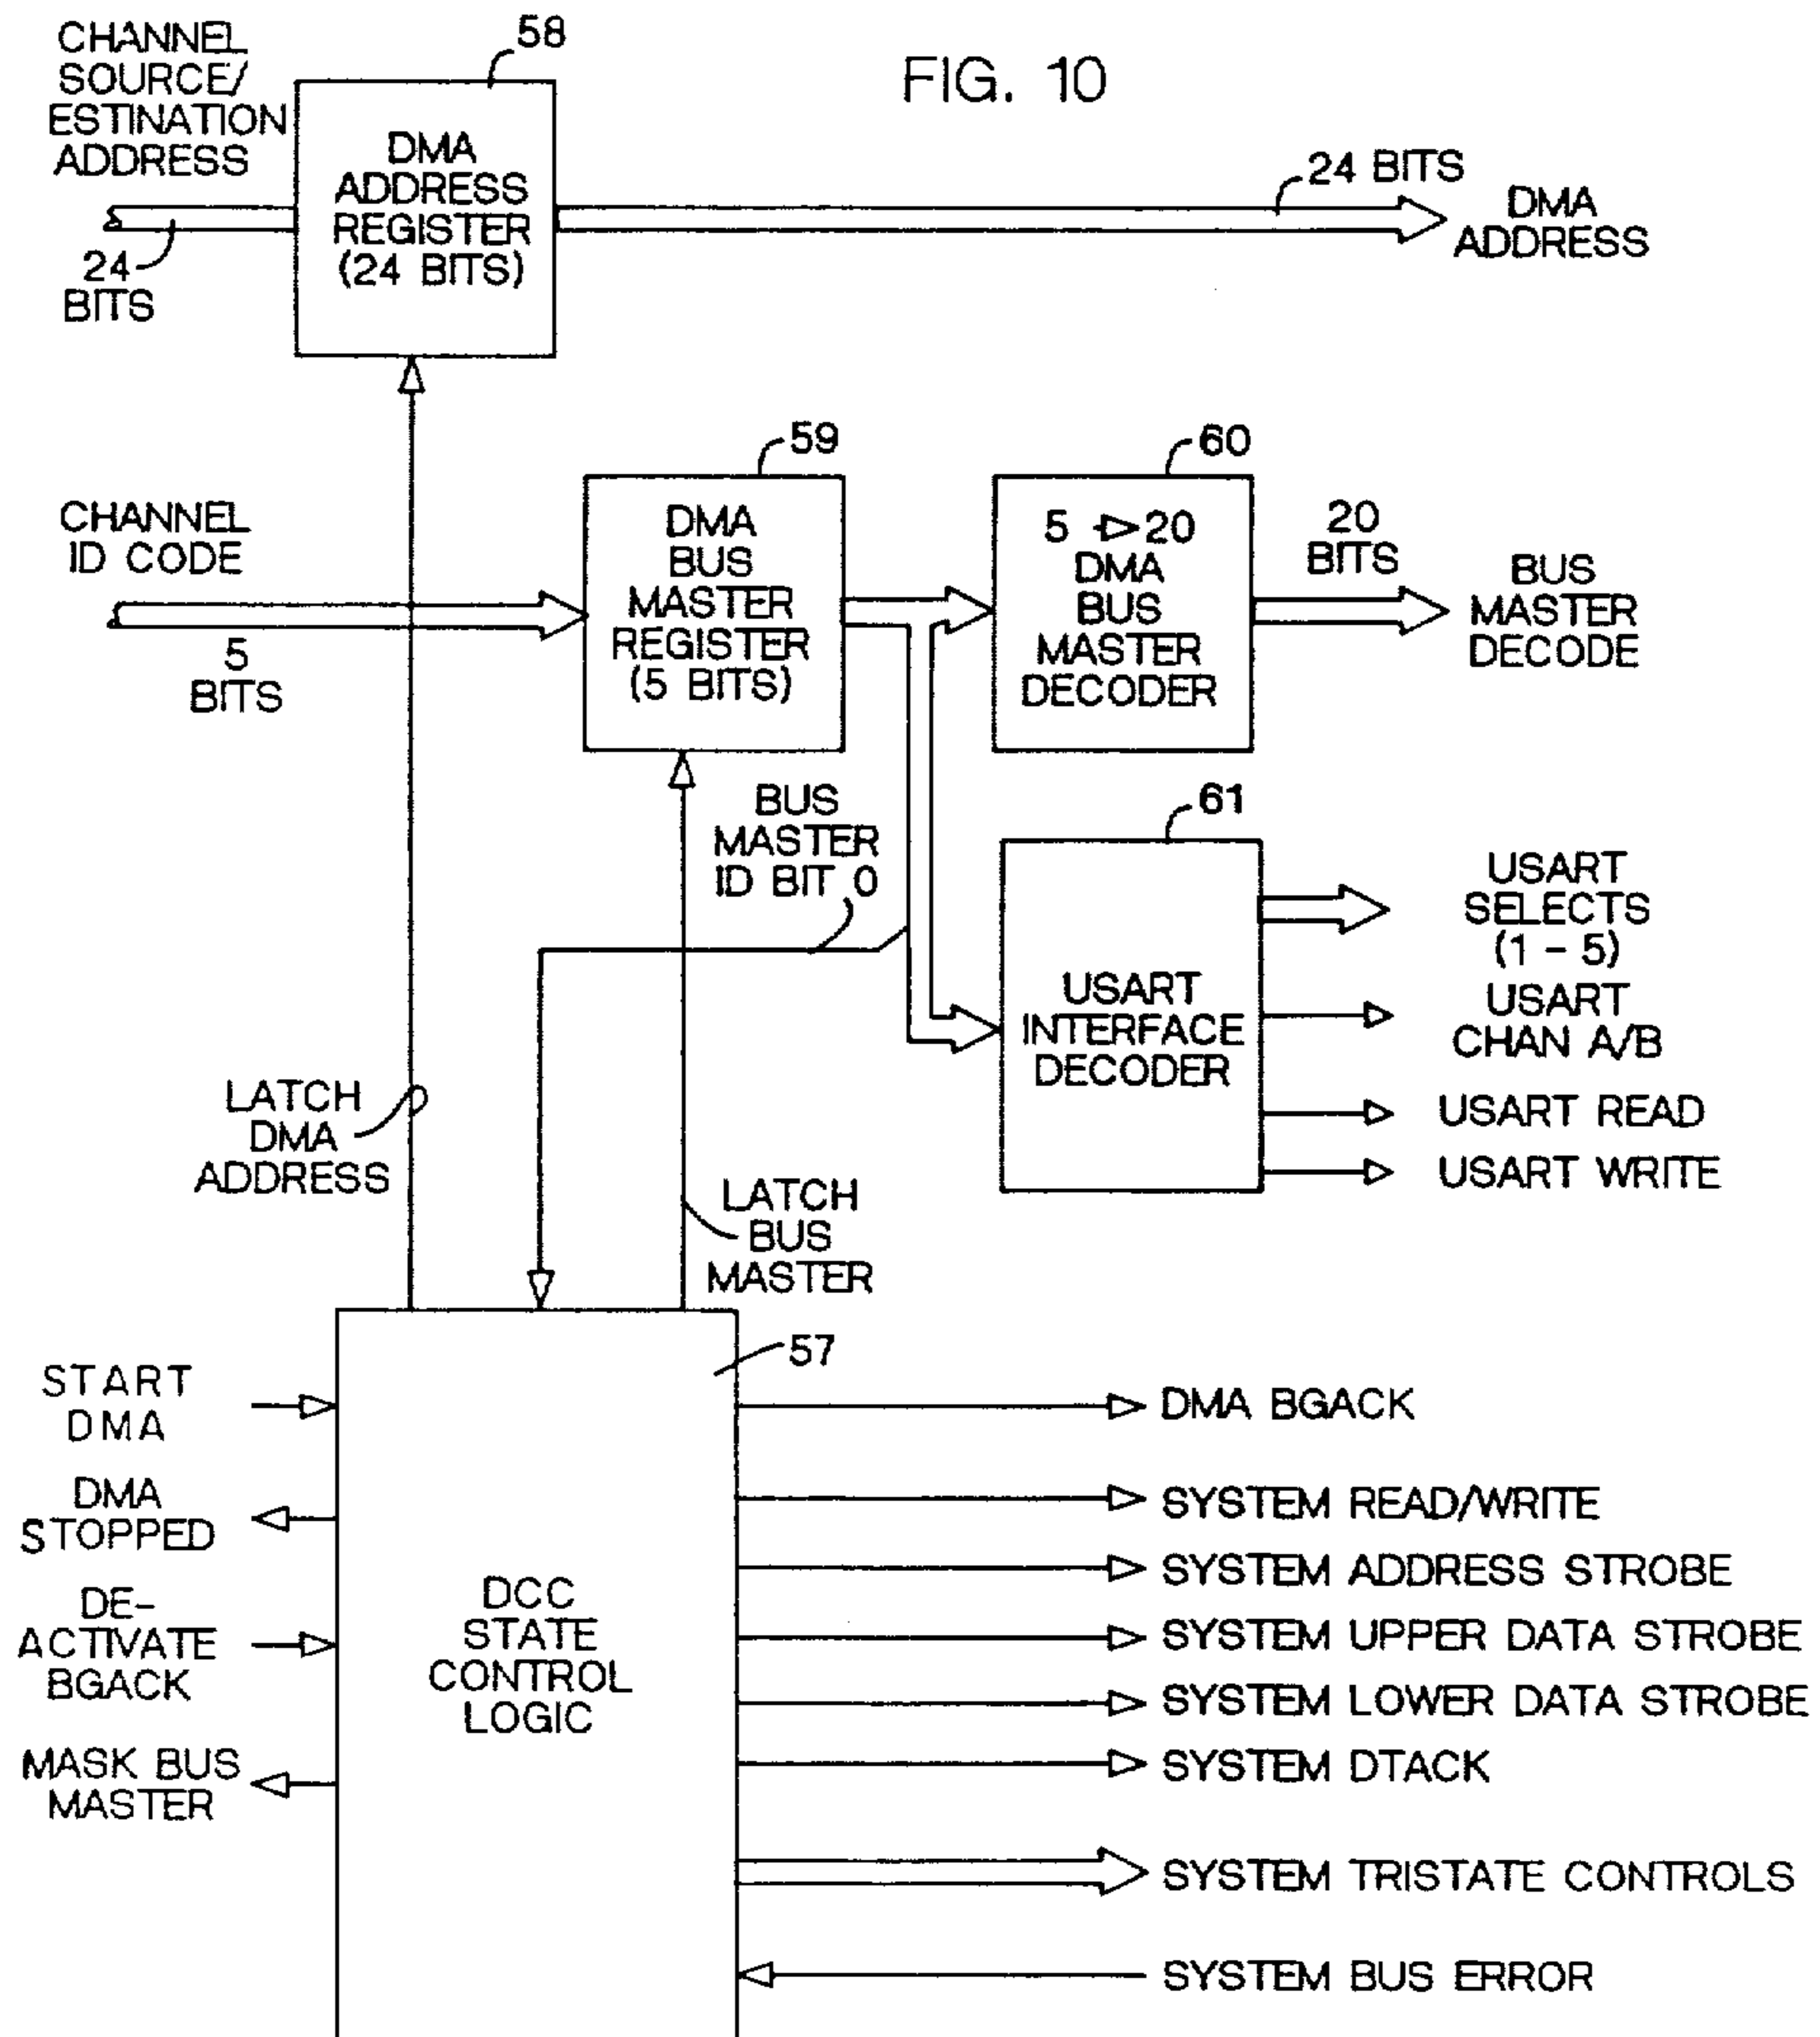 FIG. 10
CHANNEL
SOURCE/
ESTINATION
ADDRESS
24
BITS
58
DMA
ADDRESS
REGISTER
(24 BITS)
24 BITS
DMA
ADDRESS
CHANNEL
ID CODE
5
BITS
59
DMA
BUS
MASTER
REGISTER
(5 BITS)
60
5 → 20
DMA
BUS
MASTER
DECODER
20
BITS
BUS
MASTER
DECODE
BUS
MASTER
ID BIT 0
61
USART
INTERFACE
DECODER
USART
SELECTS
(1 - 5)
USART
CHAN A/B
USART READ
USART WRITE
LATCH
DMA
ADDRESS
LATCH
BUS
MASTER
57
DCC
STATE
CONTROL
LOGIC
START
DMA
DMA
STOPPED
DE-
ACTIVATE
BGACK
MASK BUS
MASTER
DMA BGACK
SYSTEM READ/WRITE
SYSTEM ADDRESS STROBE
SYSTEM UPPER DATA STROBE
SYSTEM LOWER DATA STROBE
SYSTEM DTACK
SYSTEM TRISTATE CONTROLS
SYSTEM BUS ERROR